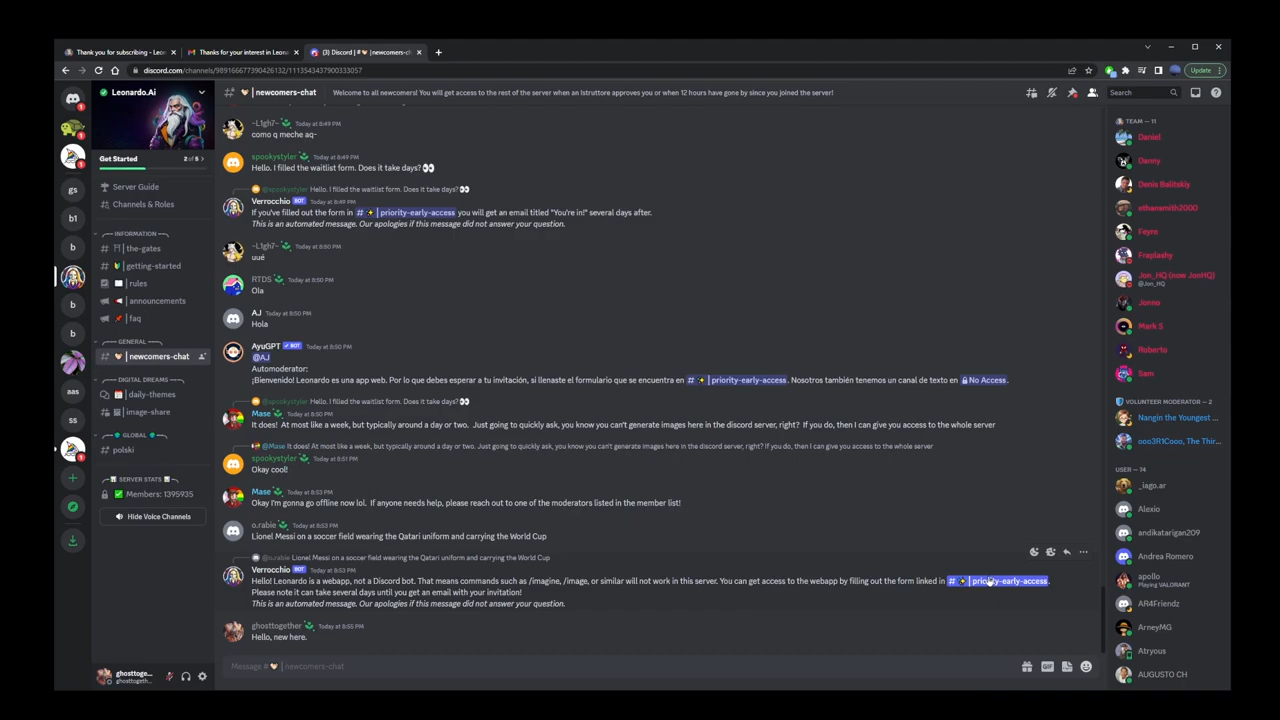 Thank you for subscribing - Leo
Thanks for your interest in Leona
(3) Discord | # | newcomers-ch
discord.com/channels/989166677390426132/1113543437900333057
Update
Leonardo.Ai
Get Started
2 of 5
Server Guide
Channels & Roles
INFORMATION
the-gates
getting-started
rules
announcements
faq
GENERAL
newcomers-chat
DIGITAL DREAMS
daily-themes
image-share
GLOBAL
polski
SERVER STATS
Members: 1395935
Hide Voice Channels
ghosttoge...
ghosttogeth...
gs
b1
b
b
b
aas
ss
newcomers-chat
Welcome to all newcomers! You will get access to the rest of the server when an Istruttore approves you or when 12 hours have gone by since you joined the server!
Search
~L1gh7~ Today at 8:49 PM
como q meche aq-
spookystyler Today at 8:49 PM
Hello. I filled the waitlist form. Does it take days?
@spookystyler Hello. I filled the waitlist form. Does it take days?
Verrocchio BOT Today at 8:49 PM
If you've filled out the form in # | priority-early-access you will get an email titled "You're in!" several days after.
This is an automated message. Our apologies if this message did not answer your question.
~L1gh7~ Today at 8:50 PM
uué
RTDS Today at 8:50 PM
Ola
AJ Today at 8:50 PM
Hola
AyuGPT BOT Today at 8:50 PM
@AJ
Automoderator:
¡Bienvenido! Leonardo es una app web. Por lo que debes esperar a tu invitación, si llenaste el formulario que se encuentra en # | priority-early-access. Nosotros también tenemos un canal de texto en No Access.
@spookystyler Hello. I filled the waitlist form. Does it take days?
Mase Today at 8:50 PM
It does! At most like a week, but typically around a day or two. Just going to quickly ask, you know you can't generate images here in the discord server, right? If you do, then I can give you access to the whole server
@Mase It does! At most like a week, but typically around a day or two. Just going to quickly ask, you know you can't generate images here in the discord server, right? If you do, then I can give you access to the whole server
spookystyler Today at 8:51 PM
Okay cool!
Mase Today at 8:53 PM
Okay I'm gonna go offline now lol. If anyone needs help, please reach out to one of the moderators listed in the member list!
o.rabie Today at 8:53 PM
Lionel Messi on a soccer field wearing the Qatari uniform and carrying the World Cup
@o.rabie Lionel Messi on a soccer field wearing the Qatari uniform and carrying the World Cup
Verrocchio BOT Today at 8:53 PM
Hello! Leonardo is a webapp, not a Discord bot. That means commands such as /imagine, /image, or similar will not work in this server. You can get access to the webapp by filling out the form linked in # | priority-early-access.
Please note it can take several days until you get an email with your invitation!
This is an automated message. Our apologies if this message did not answer your question.
ghosttogether Today at 8:55 PM
Hello, new here.
Message # | newcomers-chat
GIF
TEAM — 11
Daniel
Danny
Denis Balitskiy
ethansmith2000
Feyre
Fraplashy
Jon_HQ (now JonHQ)
@Jon_HQ
Jonno
Mark S
Roberto
Sam
VOLUNTEER MODERATOR — 2
Nangin the Youngest ...
ooo3R1Cooo, The Thir...
USER — 74
_iago.ar
Alexio
andikatarigan209
Andrea Romero
apollo
Playing VALORANT
AR4Friendz
ArneyMG
Atryous
AUGUSTO CH